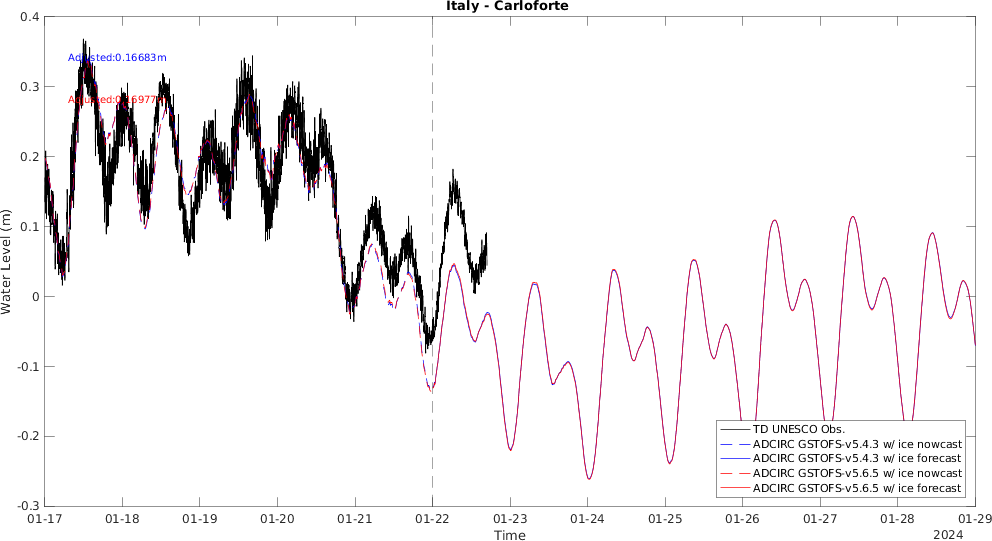 Italy - Carloforte
Adjusted:0.16683m
Water Level (m)
0.4
0.3
0.2
0.1
0
-0.1
-0.2
-0.3
TD UNESCO Obs.
ADCIRC GSTOFS-v5.4.3 w/ ice nowcast
ADCIRC GSTOFS-v5.4.3 w/ ice forecast
ADCIRC GSTOFS-v5.6.5 w/ ice nowcast
ADCIRC GSTOFS-v5.6.5 w/ ice forecast
01-17 01-18 01-19 01-20 01-21 01-22 01-23 01-24 01-25 01-26 01-27 01-28 01-29
Time
2024